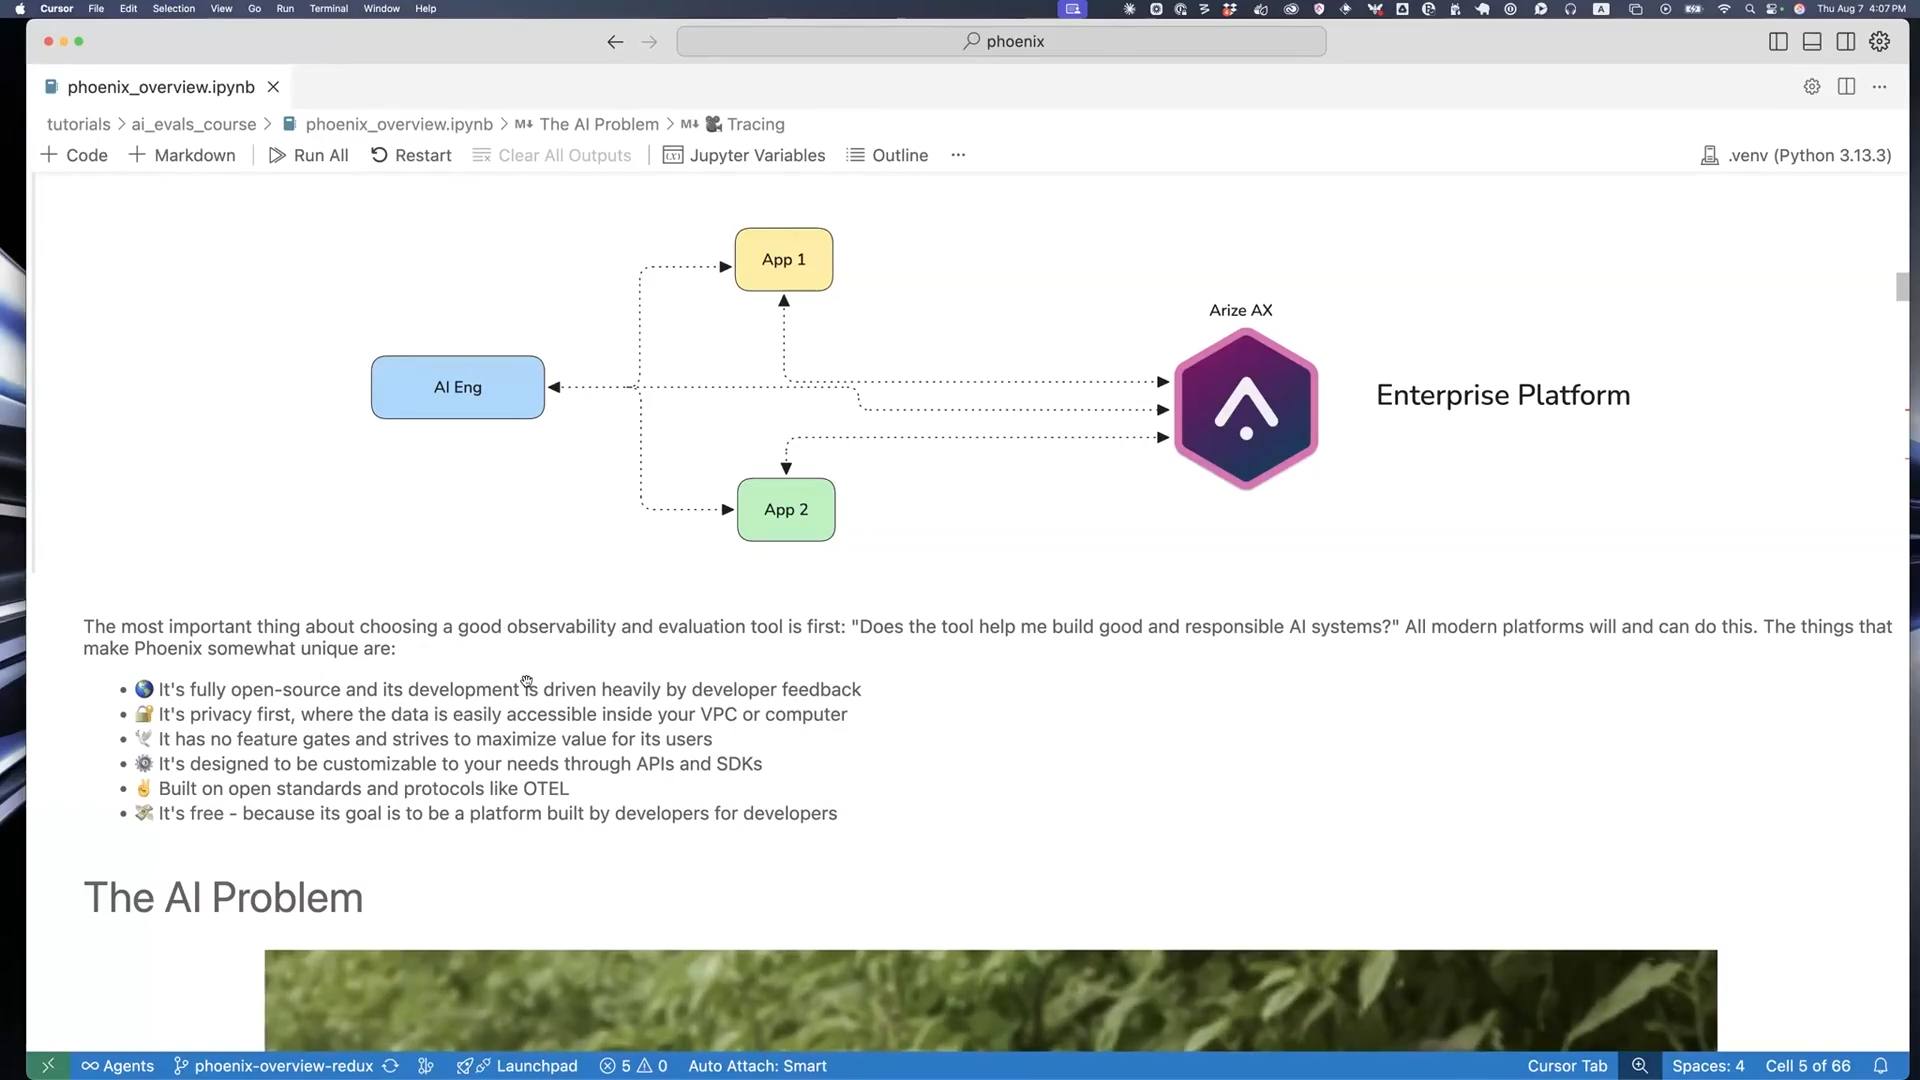 Cursor File Edit Selection View Go Run Terminal Window Help Thu Aug 7 4:07 PM
phoenix
phoenix_overview.ipynb
tutorials > ai_evals_course > phoenix_overview.ipynb > M↓ The AI Problem > M↓ 🎥 Tracing
+ Code + Markdown Run All Restart Clear All Outputs Jupyter Variables Outline ... .venv (Python 3.13.3)
App 1
Arize AX
AI Eng
Enterprise Platform
App 2
The most important thing about choosing a good observability and evaluation tool is first: "Does the tool help me build good and responsible AI systems?" All modern platforms will and can do this. The things that
make Phoenix somewhat unique are:
• 🌎 It's fully open-source and its development is driven heavily by developer feedback
• 🔐 It's privacy first, where the data is easily accessible inside your VPC or computer
• 🕊️ It has no feature gates and strives to maximize value for its users
• ⚙️ It's designed to be customizable to your needs through APIs and SDKs
• ✌️ Built on open standards and protocols like OTEL
• 💸 It's free - because its goal is to be a platform built by developers for developers
The AI Problem
Agents phoenix-overview-redux Launchpad 5 0 Auto Attach: Smart Cursor Tab Spaces: 4 Cell 5 of 66